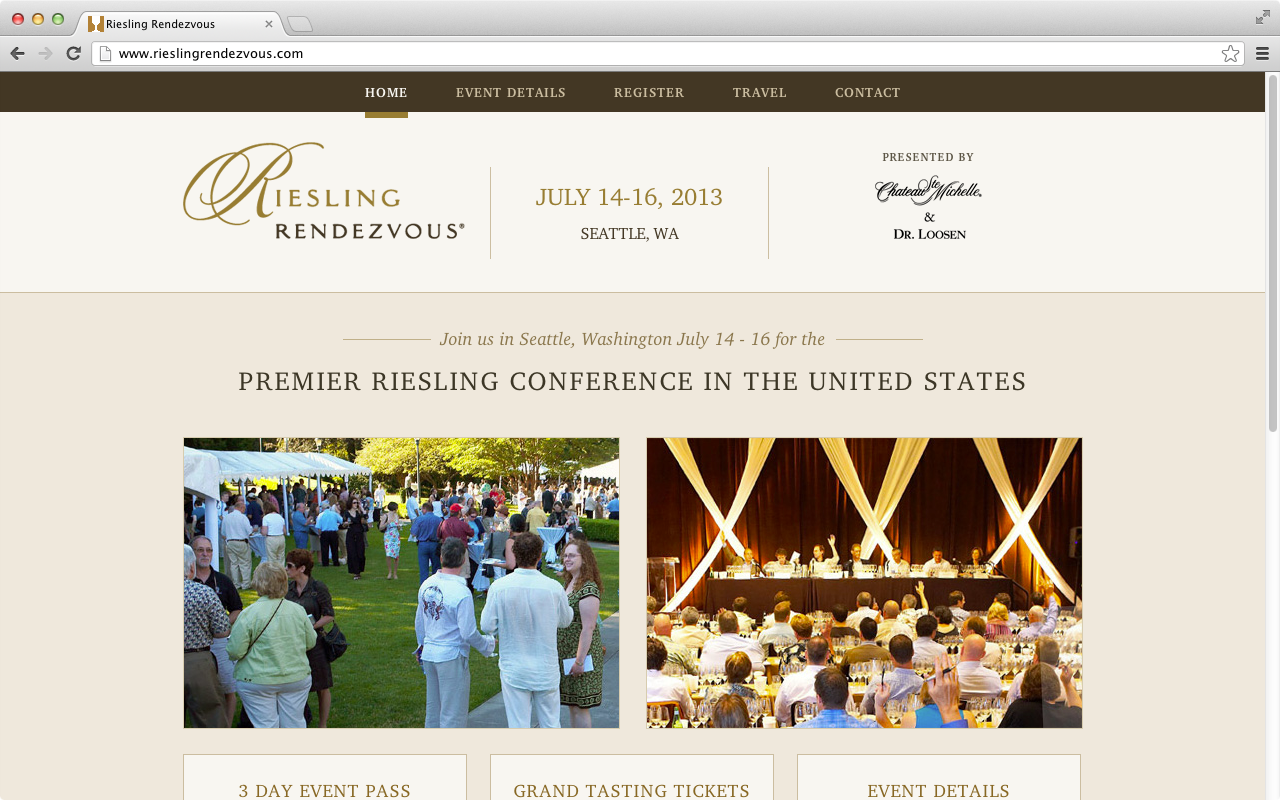 Riesling Rendezvous
www.rieslingrendezvous.com
HOME
EVENT DETAILS
REGISTER
TRAVEL
CONTACT
RIESLING
RENDEZVOUS®
JULY 14-16, 2013
SEATTLE, WA
PRESENTED BY
Chateau Ste Michelle
&
DR. LOOSEN
Join us in Seattle, Washington July 14 - 16 for the
PREMIER RIESLING CONFERENCE IN THE UNITED STATES
3 DAY EVENT PASS
GRAND TASTING TICKETS
EVENT DETAILS